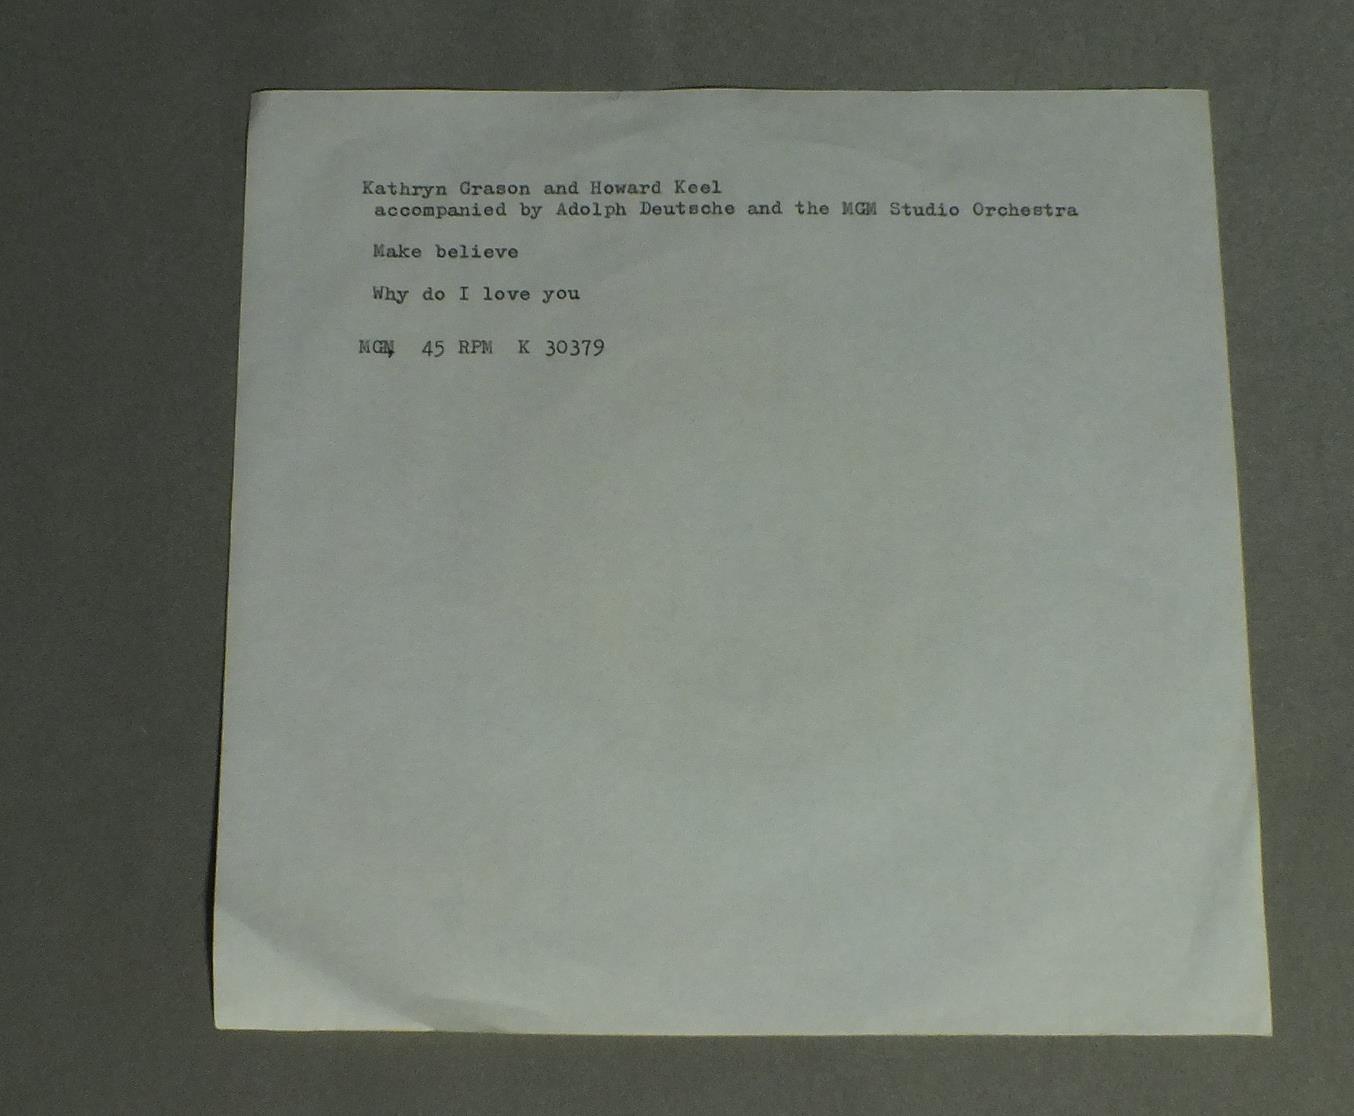 Kathryn Grason and Howard Keel
accompanied by Adolph Deutsche and the MGM Studio Orchestra
Make believe
Why do I love you
MGM, 45 RPM K 30379